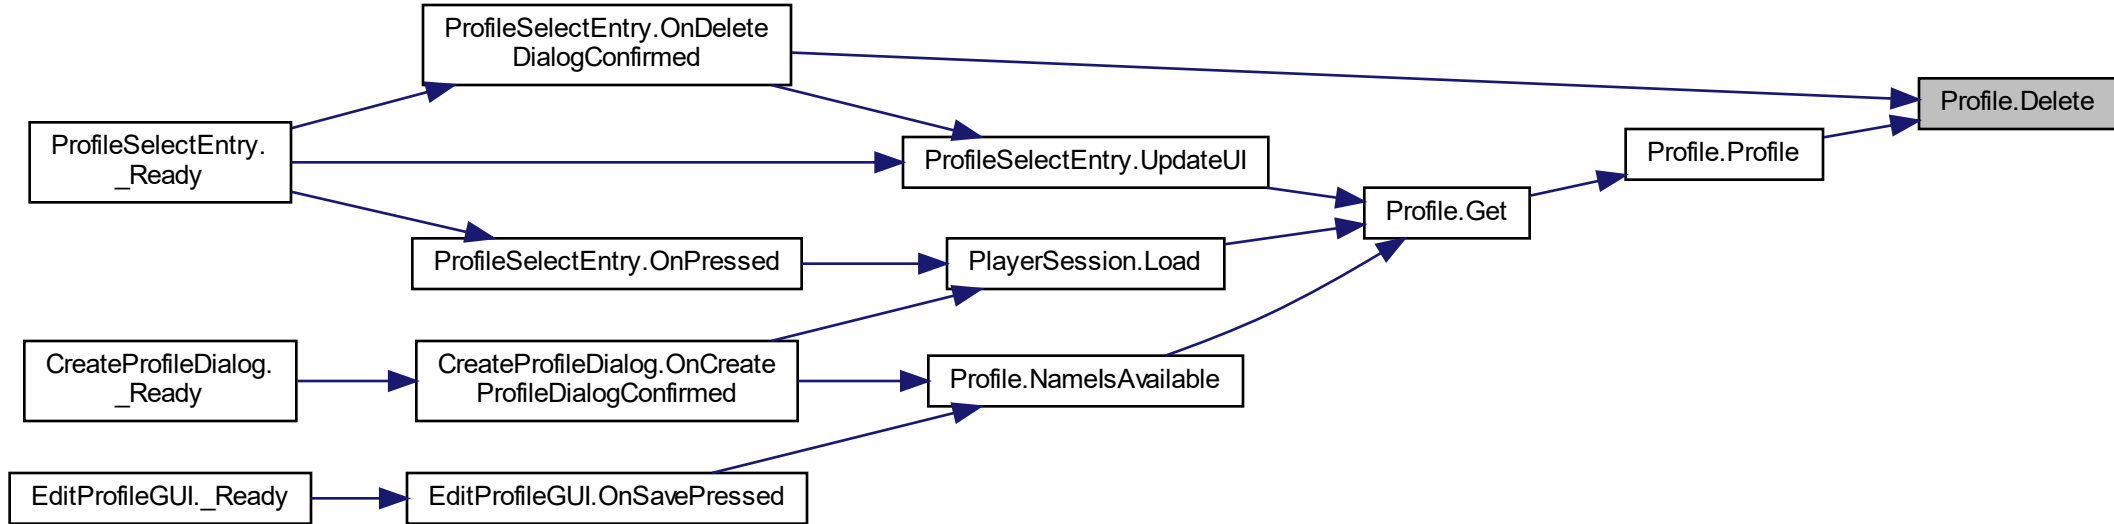 ProfileSelectEntry.OnDelete
DialogConfirmed
Profile.Delete
ProfileSelectEntry.
_Ready
ProfileSelectEntry.UpdateUI
Profile.Profile
Profile.Get
ProfileSelectEntry.OnPressed
PlayerSession.Load
CreateProfileDialog.
_Ready
CreateProfileDialog.OnCreate
ProfileDialogConfirmed
Profile.NameIsAvailable
EditProfileGUI._Ready
EditProfileGUI.OnSavePressed